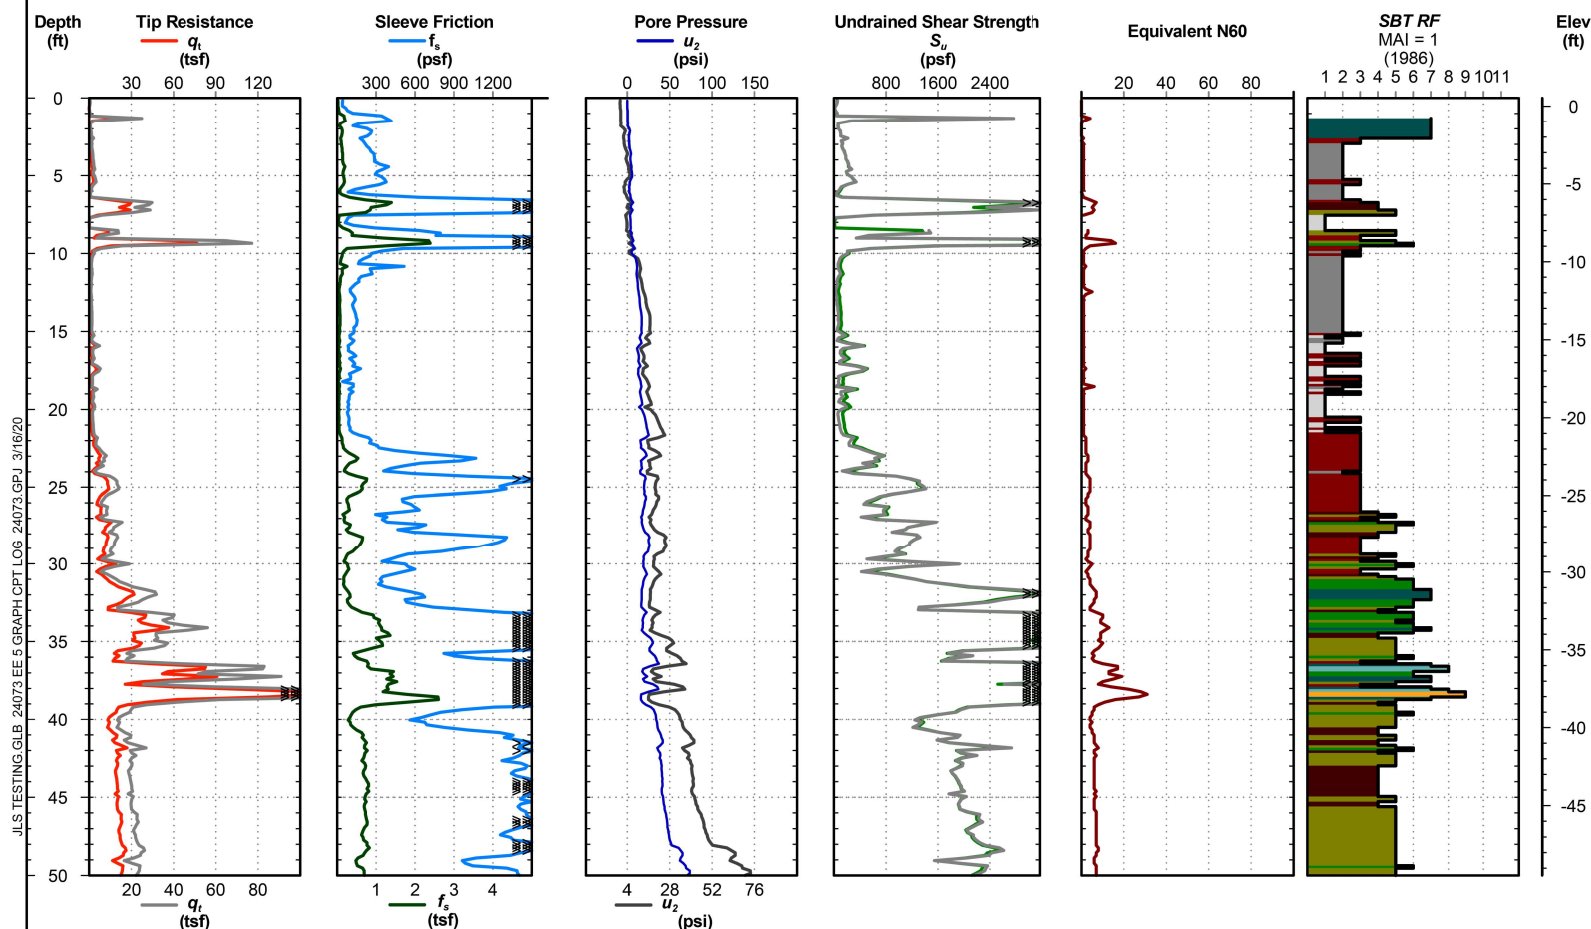 Depth
(ft)
Tip Resistance
qt
(tsf)
30 60 90 120
Sleeve Friction
fs
(psf)
300 600 900 1200
Pore Pressure
u2
(psi)
0 50 100 150
Undrained Shear Strength
Su
(psf)
800 1600 2400
Equivalent N60
20 40 60 80
SBT RF
MAI = 1
(1986)
1 2 3 4 5 6 7 8 9 10 11
Elev
(ft)
0
5
10
15
20
25
30
35
40
45
50
0
-5
-10
-15
-20
-25
-30
-35
-40
-45
20 40 60 80
qt
(tsf)
1 2 3 4
fs
(tsf)
4 28 52 76
u2
(psi)
JLS TESTING.GLB 24073 EE 5 GRAPH CPT LOG 24073.GPJ 3/16/20